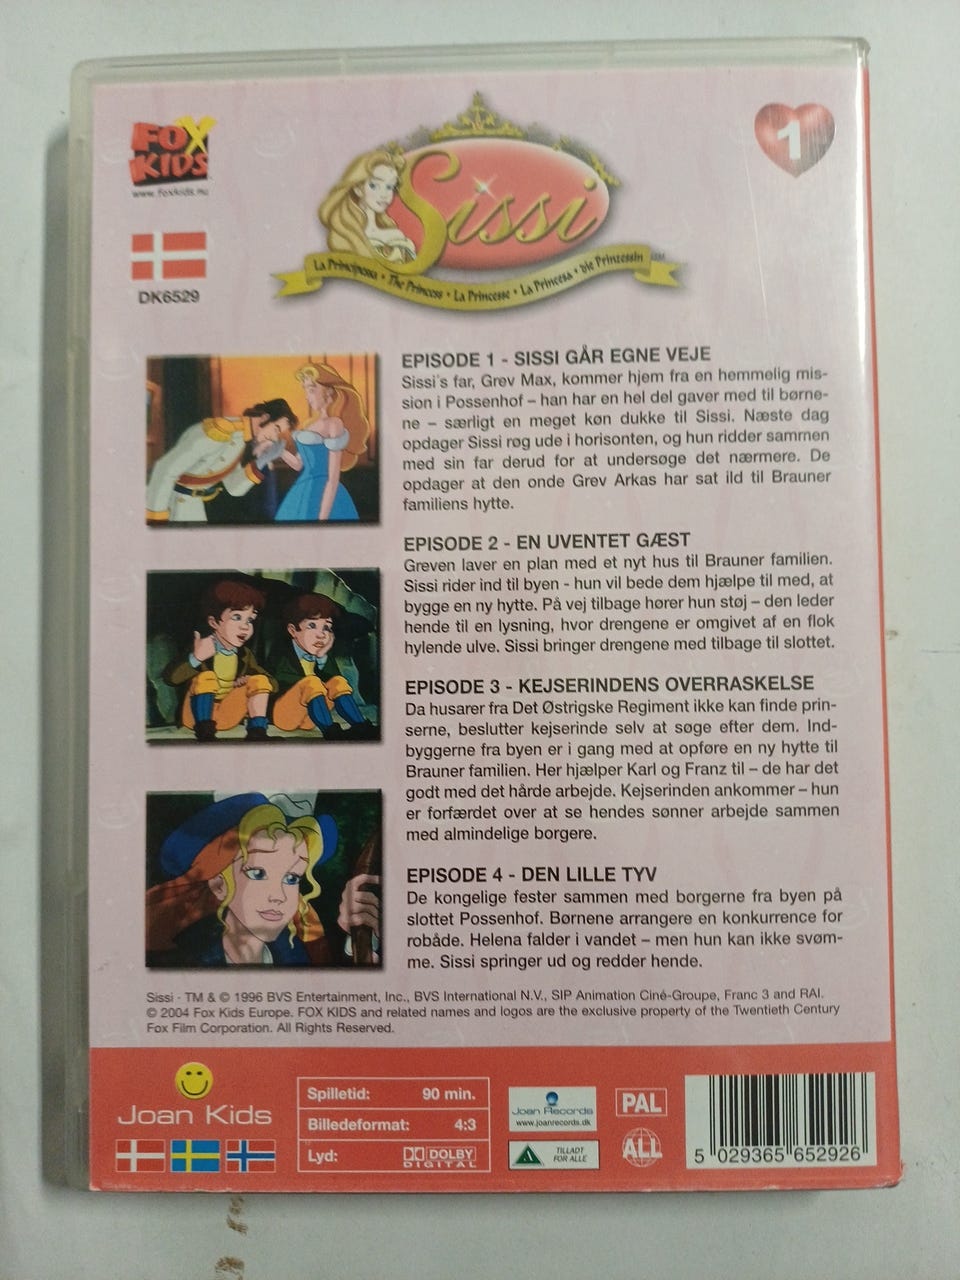 FOX
KIDS
www.foxkids.nu
Sissi
La Principessa • The Princess • La Princesse • La Princesa • die Prinzessin
1
DK6529
EPISODE 1 - SISSI GÅR EGNE VEJE
Sissi's far, Grev Max, kommer hjem fra en hemmelig mis-
sion i Possenhof – han har en hel del gaver med til børne-
ne – særligt en meget køn dukke til Sissi. Næste dag
opdager Sissi røg ude i horisonten, og hun ridder sammen
med sin far derud for at undersøge det nærmere. De
opdager at den onde Grev Arkas har sat ild til Brauner
familiens hytte.
EPISODE 2 - EN UVENTET GÆST
Greven laver en plan med et nyt hus til Brauner familien.
Sissi rider ind til byen - hun vil bede dem hjælpe til med, at
bygge en ny hytte. På vej tilbage hører hun støj – den leder
hende til en lysning, hvor drengene er omgivet af en flok
hylende ulve. Sissi bringer drengene med tilbage til slottet.
EPISODE 3 - KEJSERINDENS OVERRASKELSE
Da husarer fra Det Østrigske Regiment ikke kan finde prin-
serne, beslutter kejserinde selv at søge efter dem. Ind-
byggerne fra byen er i gang med at opføre en ny hytte til
Brauner familien. Her hjælper Karl og Franz til – de har det
godt med det hårde arbejde. Kejserinden ankommer – hun
er forfærdet over at se hendes sønner arbejde sammen
med almindelige borgere.
EPISODE 4 - DEN LILLE TYV
De kongelige fester sammen med borgerne fra byen på
slottet Possenhof. Børnene arrangere en konkurrence for
robåde. Helena falder i vandet – men hun kan ikke svøm-
me. Sissi springer ud og redder hende.
Sissi - TM & © 1996 BVS Entertainment, Inc., BVS International N.V., SIP Animation Ciné-Groupe, Franc 3 and RAI.
© 2004 Fox Kids Europe. FOX KIDS and related names and logos are the exclusive property of the Twentieth Century
Fox Film Corporation. All Rights Reserved.
Joan Kids
Spilletid: 90 min.
Billedeformat: 4:3
Lyd: DOLBY
DIGITAL
Joan Records
www.joanrecords.dk
TILLADT
FOR ALLE
PAL
ALL
5 029365 652926